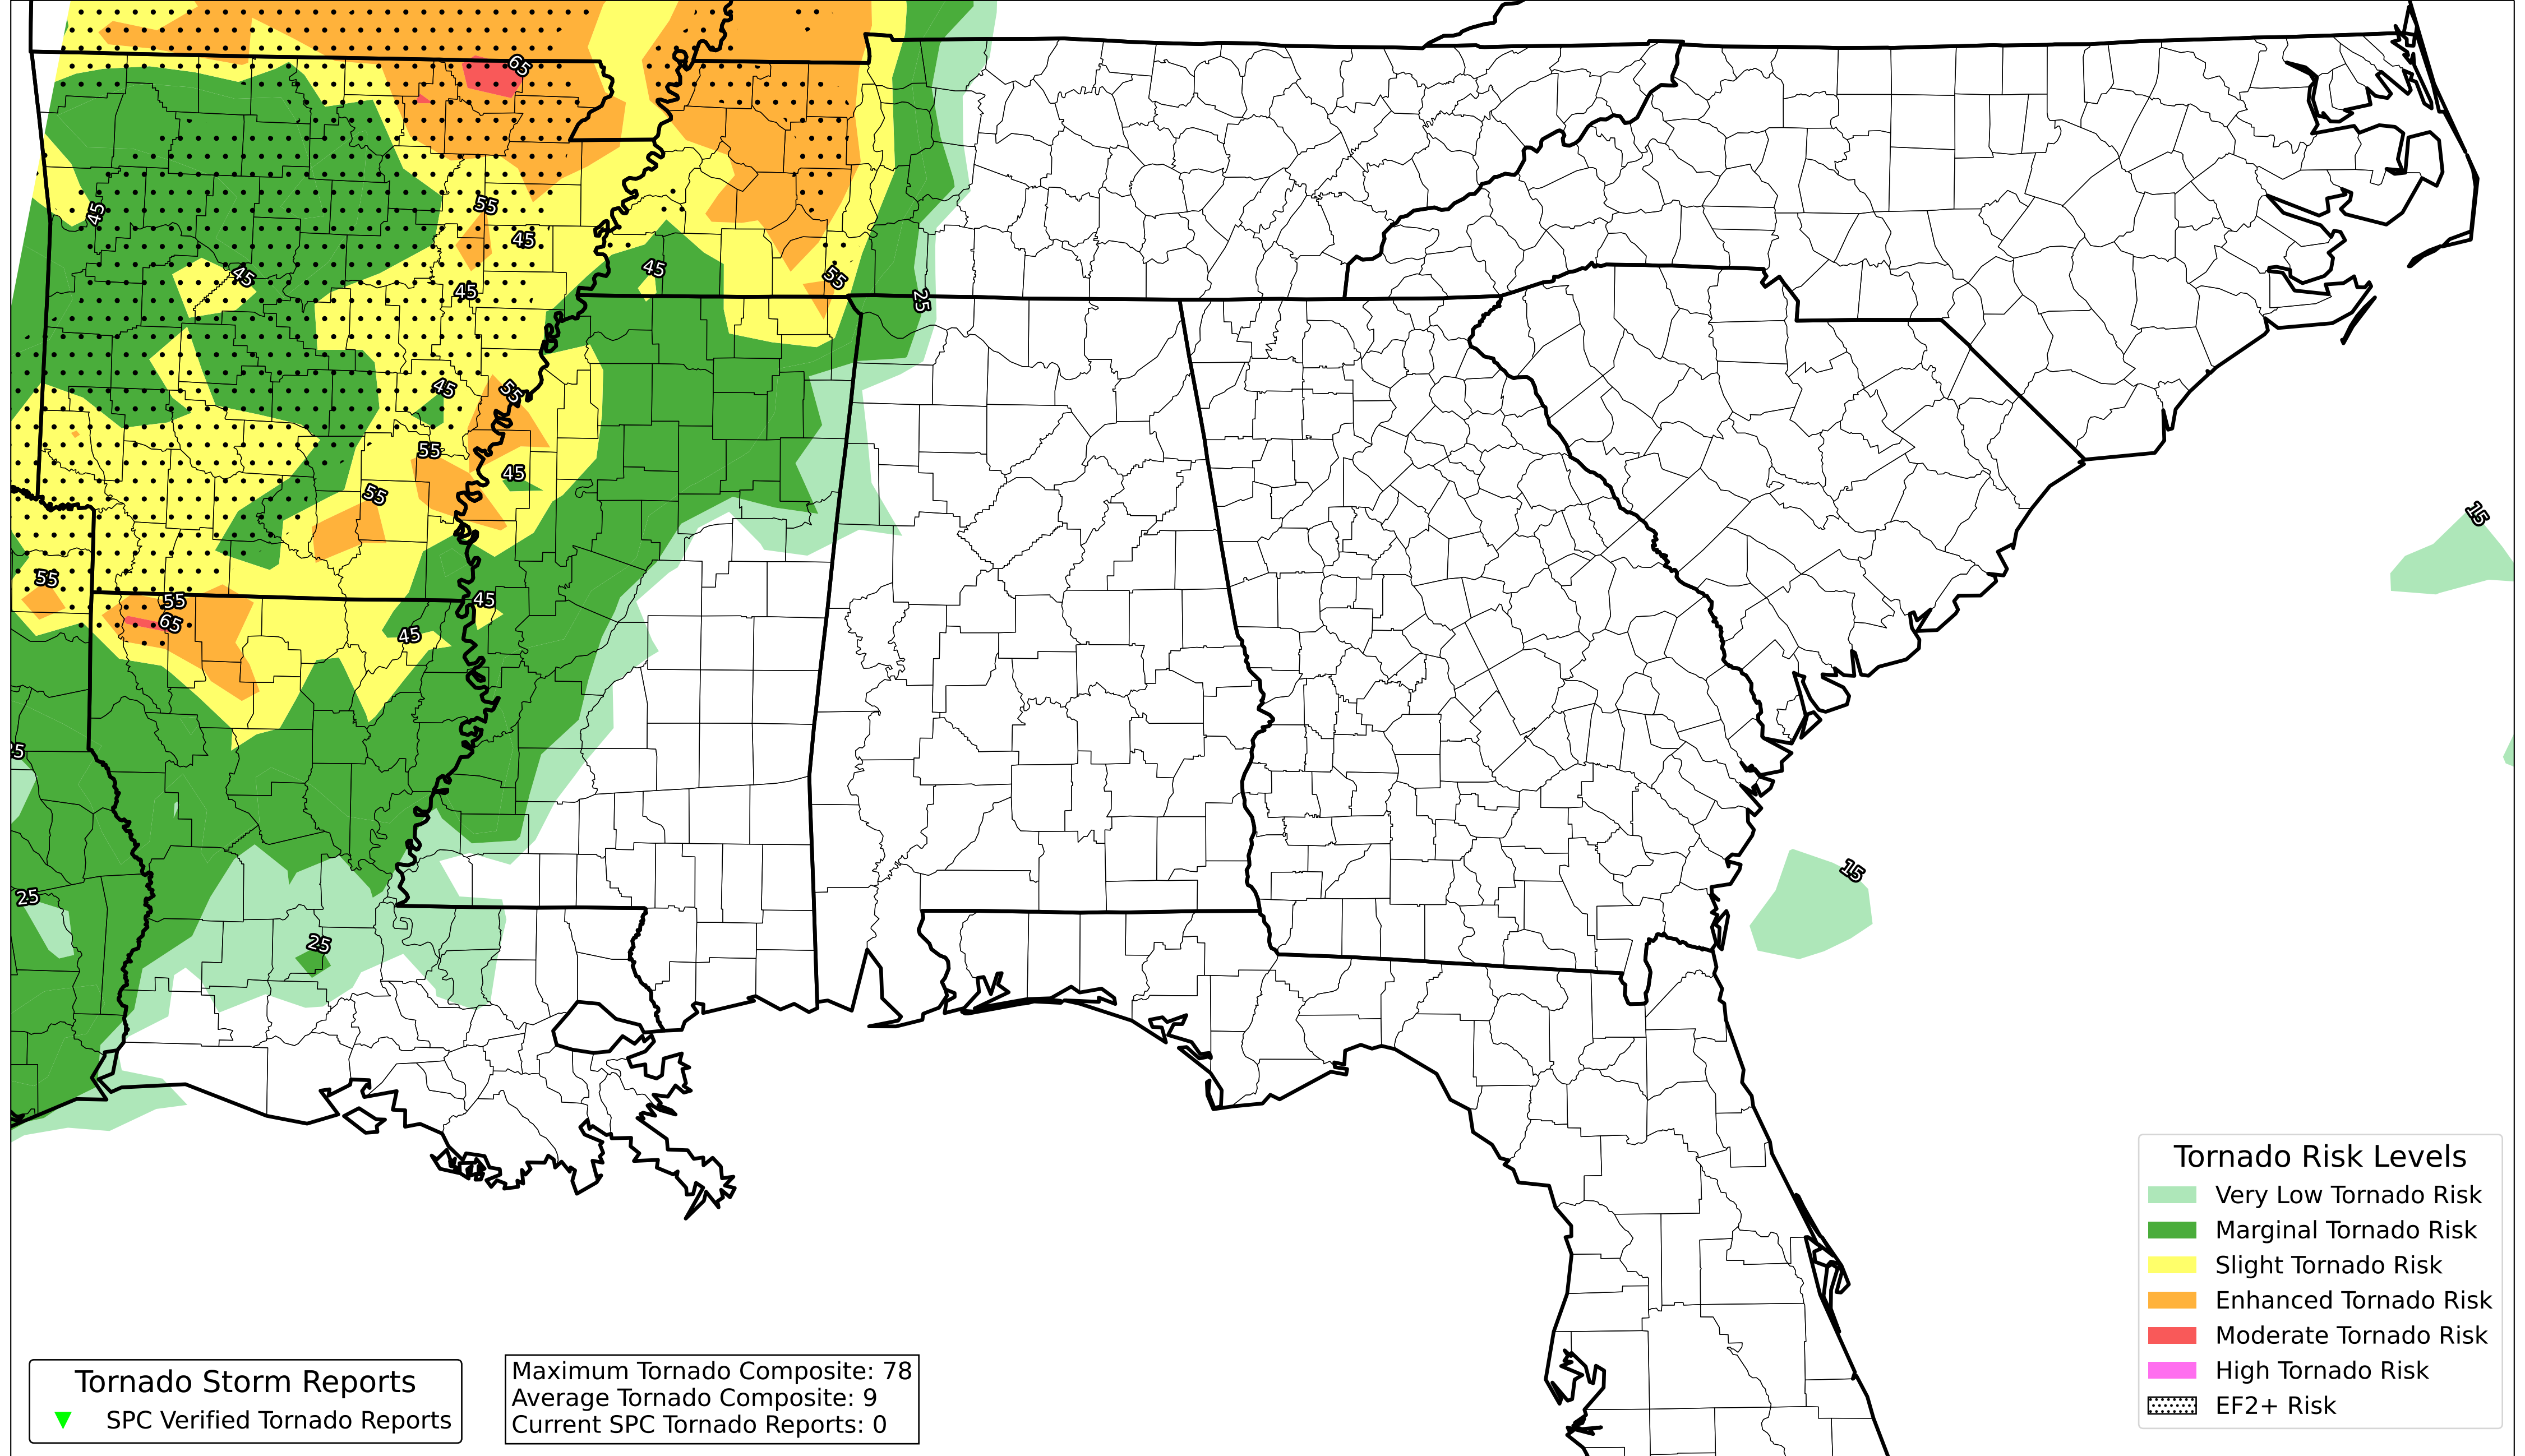 65
45
55
45
45
45
55
45
25
45
55
55
45
55
15
55
55
45
65
45
25
15
25
25
Tornado Risk Levels
Very Low Tornado Risk
Marginal Tornado Risk
Slight Tornado Risk
Enhanced Tornado Risk
Moderate Tornado Risk
High Tornado Risk
EF2+ Risk
Tornado Storm Reports
SPC Verified Tornado Reports
Maximum Tornado Composite: 78
Average Tornado Composite: 9
Current SPC Tornado Reports: 0